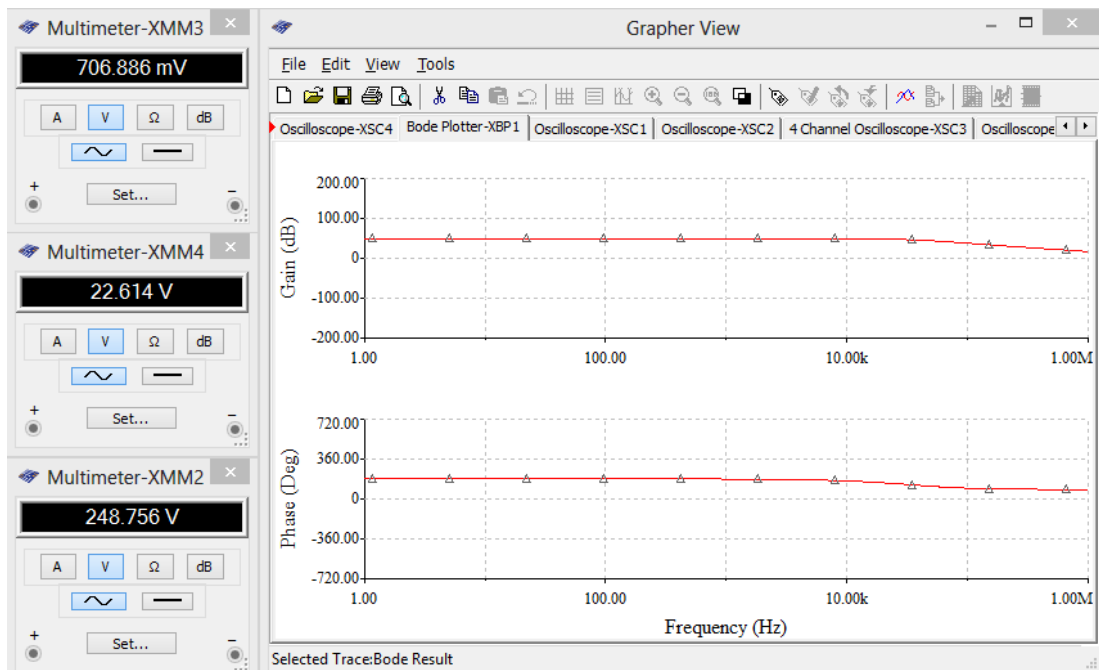 Multimeter-XMM3
706.886 mV
A V Ω dB
+ Set... –
Multimeter-XMM4
22.614 V
A V Ω dB
+ Set... –
Multimeter-XMM2
248.756 V
A V Ω dB
+ Set... –
Grapher View
File Edit View Tools
Oscilloscope-XSC4 Bode Plotter-XBP1 Oscilloscope-XSC1 Oscilloscope-XSC2 4 Channel Oscilloscope-XSC3 Oscilloscope
Gain (dB)
200.00
100.00
0
-100.00
-200.00
1.00 100.00 10.00k 1.00M
Phase (Deg)
720.00
360.00
0
-360.00
-720.00
1.00 100.00 10.00k 1.00M
Frequency (Hz)
Selected Trace:Bode Result